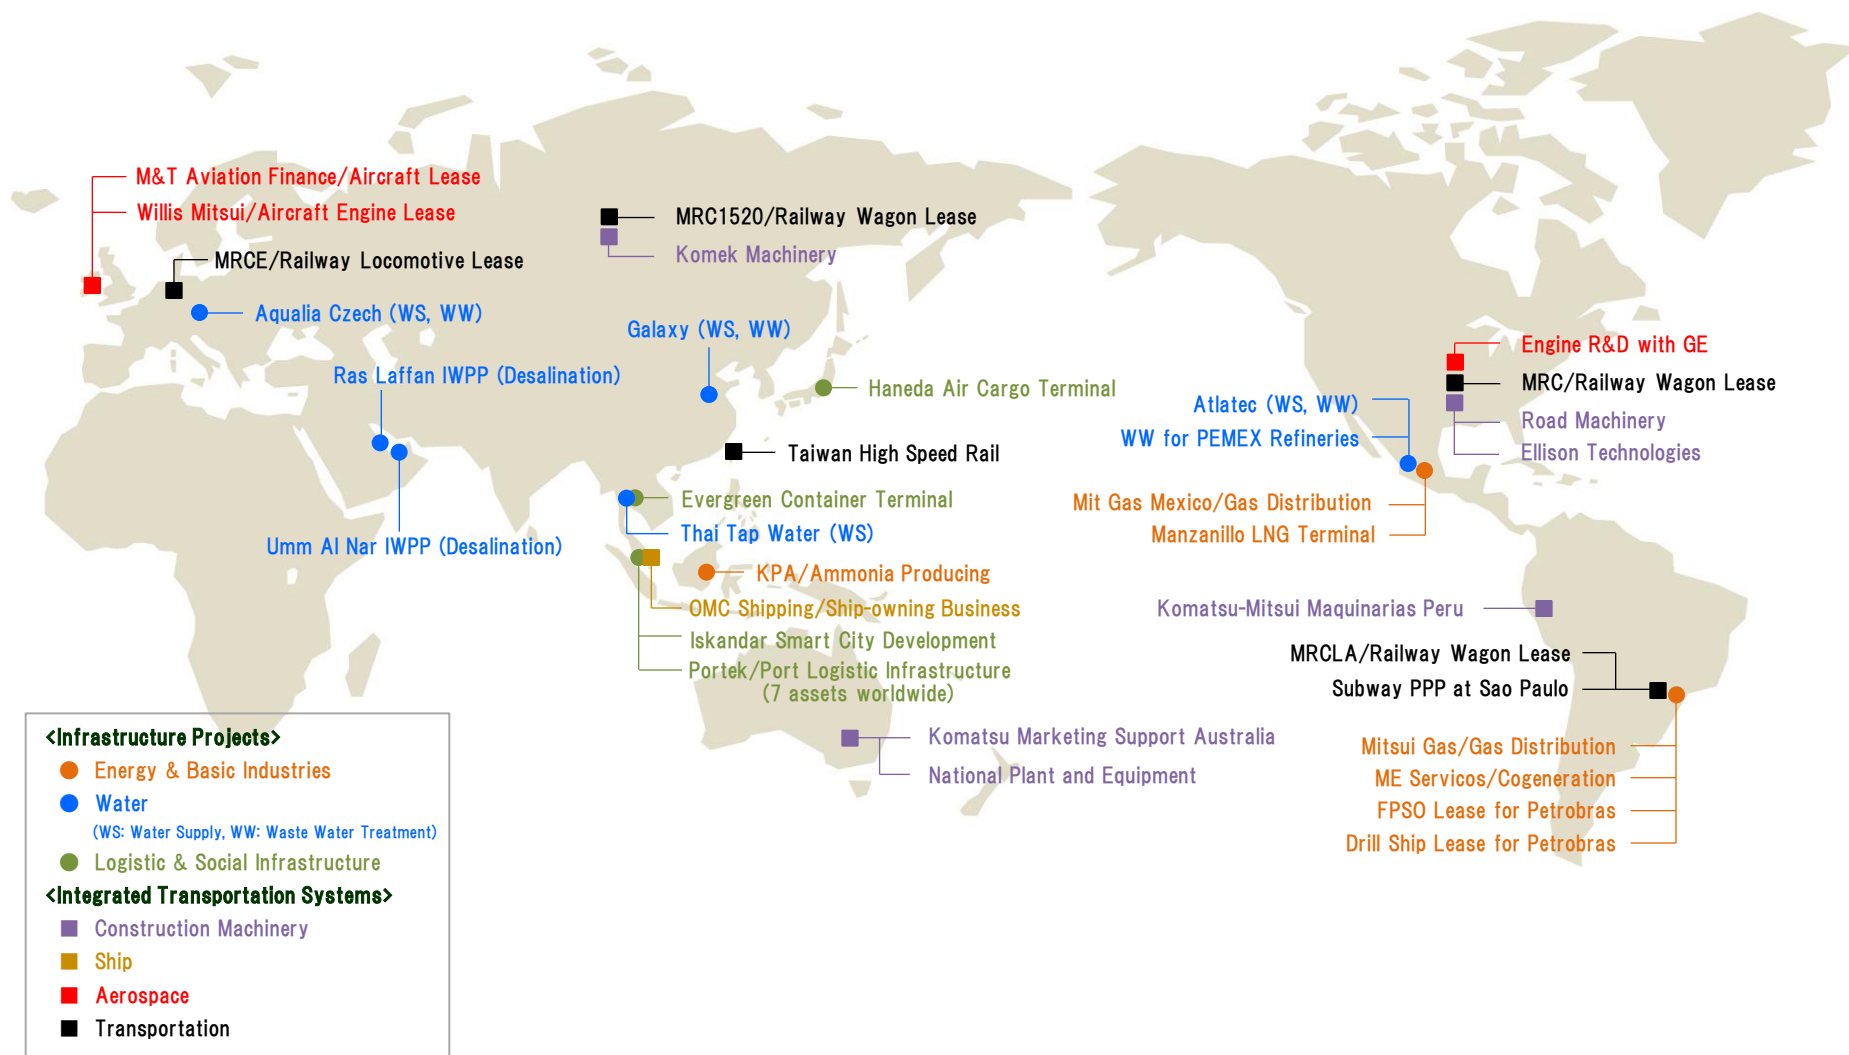 M&T Aviation Finance/Aircraft Lease
Willis Mitsui/Aircraft Engine Lease
MRCE/Railway Locomotive Lease
Aqualia Czech (WS, WW)
Ras Laffan IWPP (Desalination)
Umm Al Nar IWPP (Desalination)
MRC1520/Railway Wagon Lease
Komek Machinery
Galaxy (WS, WW)
Haneda Air Cargo Terminal
Taiwan High Speed Rail
Evergreen Container Terminal
Thai Tap Water (WS)
KPA/Ammonia Producing
OMC Shipping/Ship-owning Business
Iskandar Smart City Development
Portek/Port Logistic Infrastructure
(7 assets worldwide)
Komatsu Marketing Support Australia
National Plant and Equipment
Engine R&D with GE
MRC/Railway Wagon Lease
Road Machinery
Ellison Technologies
Atlatec (WS, WW)
WW for PEMEX Refineries
Mit Gas Mexico/Gas Distribution
Manzanillo LNG Terminal
Komatsu-Mitsui Maquinarias Peru
MRCLA/Railway Wagon Lease
Subway PPP at Sao Paulo
Mitsui Gas/Gas Distribution
ME Servicos/Cogeneration
FPSO Lease for Petrobras
Drill Ship Lease for Petrobras
<Infrastructure Projects>
Energy & Basic Industries
Water
(WS: Water Supply, WW: Waste Water Treatment)
Logistic & Social Infrastructure
<Integrated Transportation Systems>
Construction Machinery
Ship
Aerospace
Transportation